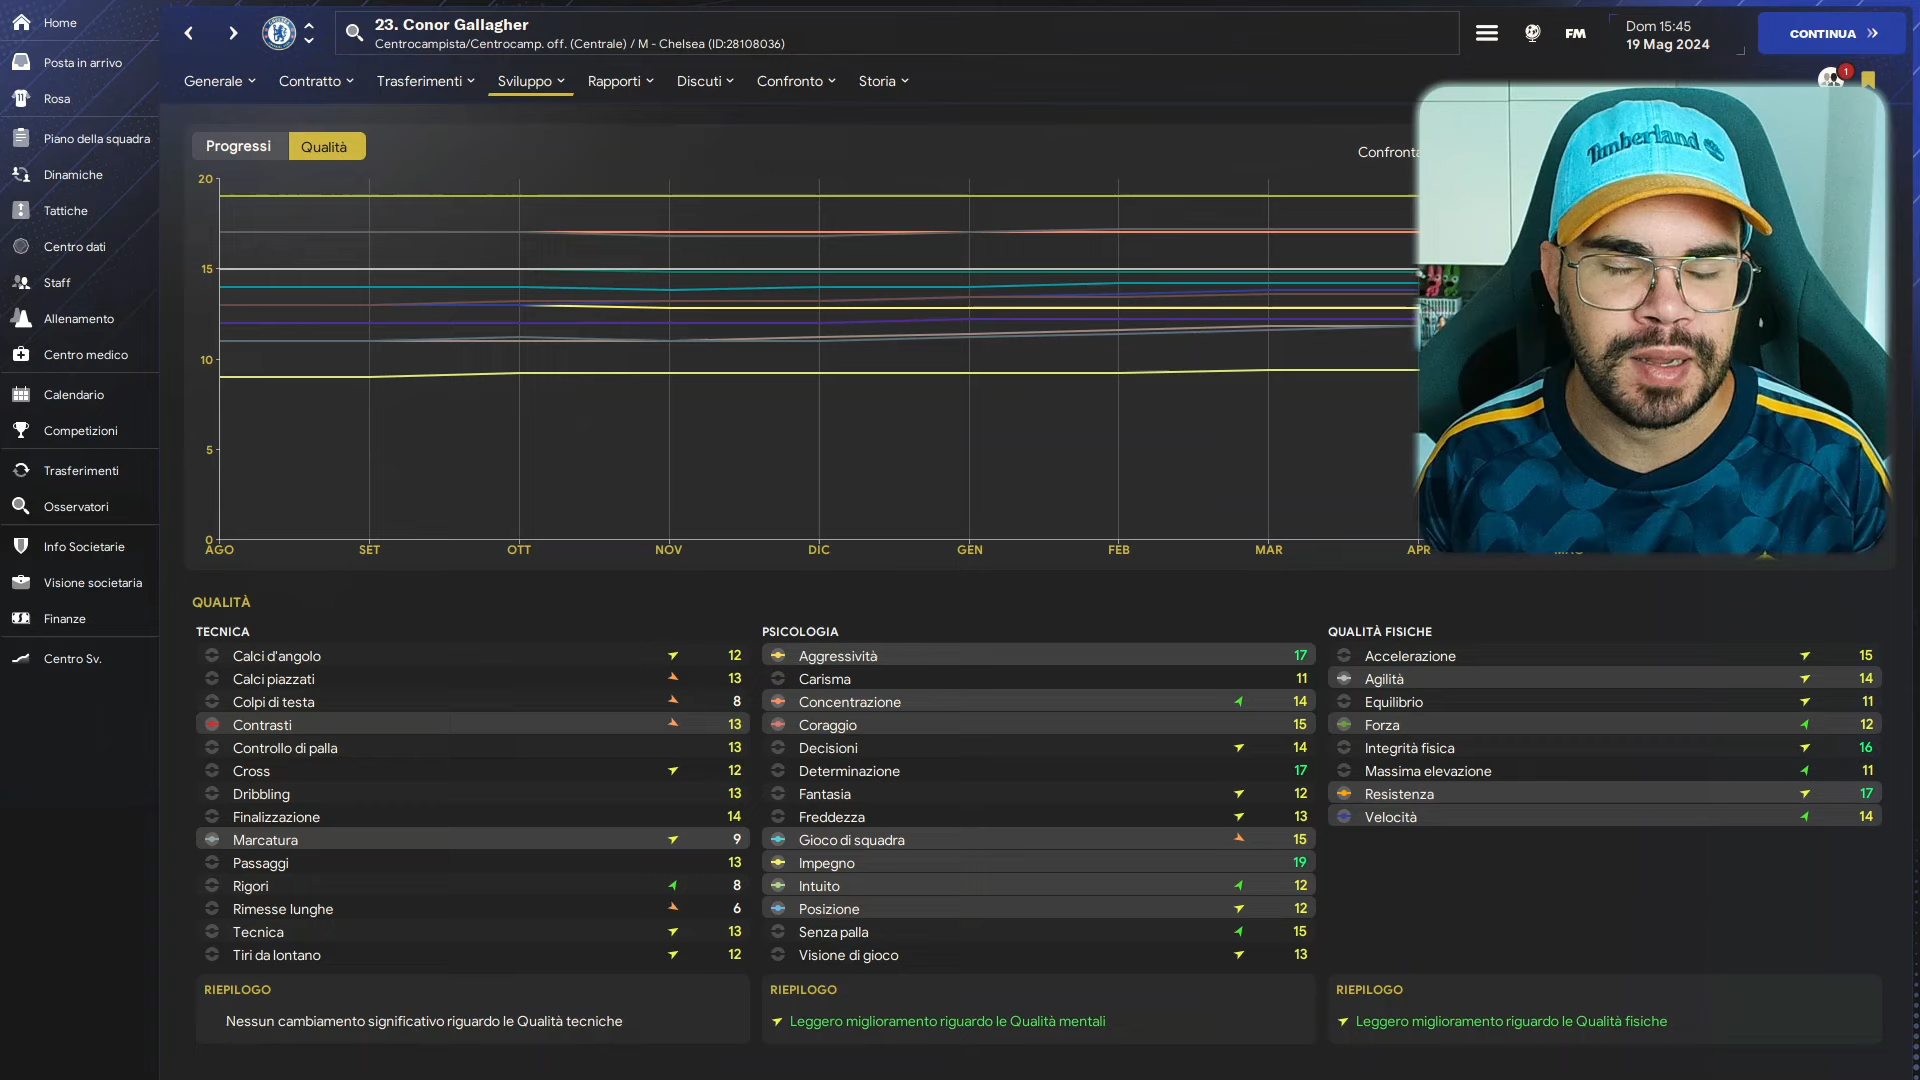 Home
Posta in arrivo
Rosa
Piano della squadra
Dinamiche
Tattiche
Centro dati
Staff
Allenamento
Centro medico
Calendario
Competizioni
Trasferimenti
Osservatori
Info Societarie
Visione societaria
Finanze
Centro Sv.
23. Conor Gallagher
Centrocampista/Centrocamp. off. (Centrale) / M - Chelsea (ID:28108036)
FM
Dom 15:45
19 Mag 2024
CONTINUA
Generale
Contratto
Trasferimenti
Sviluppo
Rapporti
Discuti
Confronto
Storia
1
Progressi
Qualità
Confronta
Timberland
20
15
10
5
0
AGO SET OTT NOV DIC GEN FEB MAR APR
QUALITÀ
TECNICA
Calci d'angolo 12
Calci piazzati 13
Colpi di testa 8
Contrasti 13
Controllo di palla 13
Cross 12
Dribbling 13
Finalizzazione 14
Marcatura 9
Passaggi 13
Rigori 8
Rimesse lunghe 6
Tecnica 13
Tiri da lontano 12
RIEPILOGO
Nessun cambiamento significativo riguardo le Qualità tecniche
PSICOLOGIA
Aggressività 17
Carisma 11
Concentrazione 14
Coraggio 15
Decisioni 14
Determinazione 17
Fantasia 12
Freddezza 13
Gioco di squadra 15
Impegno 19
Intuito 12
Posizione 12
Senza palla 15
Visione di gioco 13
RIEPILOGO
Leggero miglioramento riguardo le Qualità mentali
QUALITÀ FISICHE
Accelerazione 15
Agilità 14
Equilibrio 11
Forza 12
Integrità fisica 16
Massima elevazione 11
Resistenza 17
Velocità 14
RIEPILOGO
Leggero miglioramento riguardo le Qualità fisiche